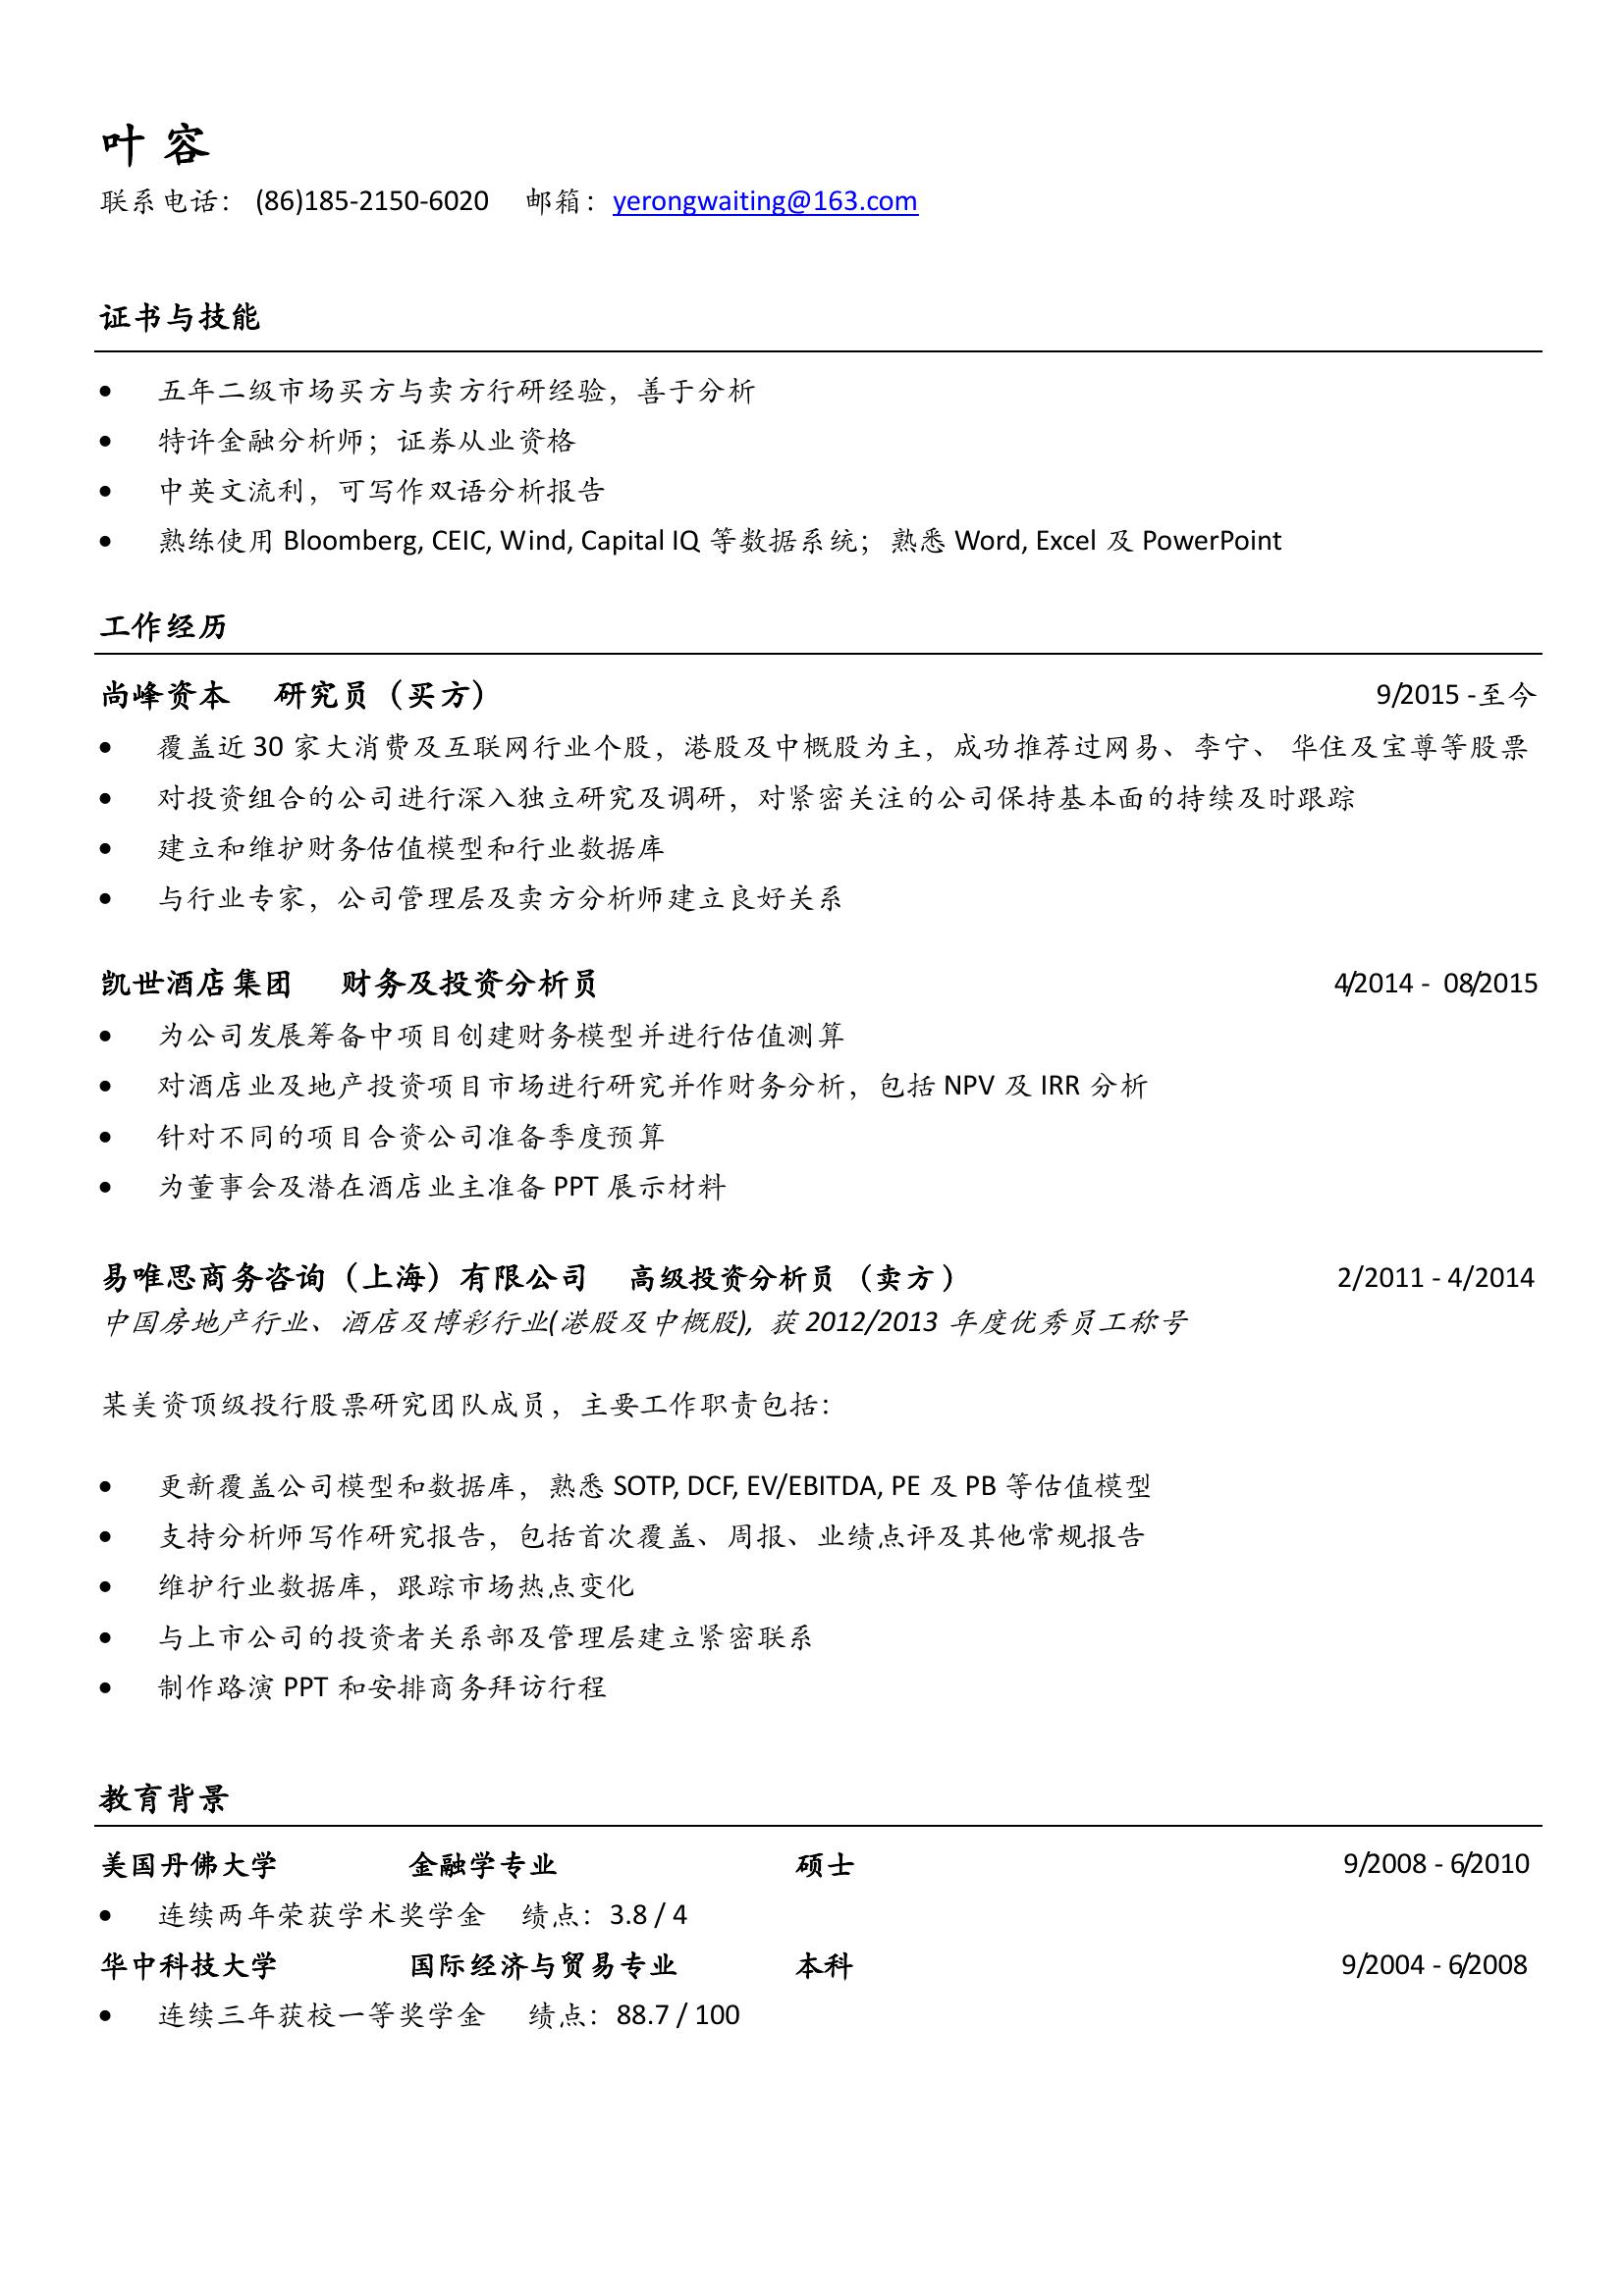 叶 容
联系电话： (86)185-2150-6020 邮箱：yerongwaiting@163.com
证书与技能
● 五年二级市场买方与卖方行研经验，善于分析
● 特许金融分析师；证券从业资格
● 中英文流利，可写作双语分析报告
● 熟练使用 Bloomberg, CEIC, Wind, Capital IQ 等数据系统；熟悉 Word, Excel 及 PowerPoint
工作经历
尚峰资本 研究员（买方） 9/2015 -至今
● 覆盖近 30 家大消费及互联网行业个股，港股及中概股为主，成功推荐过网易、李宁、 华住及宝尊等股票
● 对投资组合的公司进行深入独立研究及调研，对紧密关注的公司保持基本面的持续及时跟踪
● 建立和维护财务估值模型和行业数据库
● 与行业专家，公司管理层及卖方分析师建立良好关系
凯世酒店集团 财务及投资分析员 4/2014 - 08/2015
● 为公司发展筹备中项目创建财务模型并进行估值测算
● 对酒店业及地产投资项目市场进行研究并作财务分析，包括 NPV 及 IRR 分析
● 针对不同的项目合资公司准备季度预算
● 为董事会及潜在酒店业主准备 PPT 展示材料
易唯思商务咨询（上海）有限公司 高级投资分析员（卖方） 2/2011 - 4/2014
中国房地产行业、酒店及博彩行业(港股及中概股), 获 2012/2013 年度优秀员工称号
某美资顶级投行股票研究团队成员，主要工作职责包括：
● 更新覆盖公司模型和数据库，熟悉 SOTP, DCF, EV/EBITDA, PE 及 PB 等估值模型
● 支持分析师写作研究报告，包括首次覆盖、周报、业绩点评及其他常规报告
● 维护行业数据库，跟踪市场热点变化
● 与上市公司的投资者关系部及管理层建立紧密联系
● 制作路演 PPT 和安排商务拜访行程
教育背景
美国丹佛大学 金融学专业 硕士 9/2008 - 6/2010
● 连续两年荣获学术奖学金 绩点：3.8 / 4
华中科技大学 国际经济与贸易专业 本科 9/2004 - 6/2008
● 连续三年获校一等奖学金 绩点：88.7 / 100